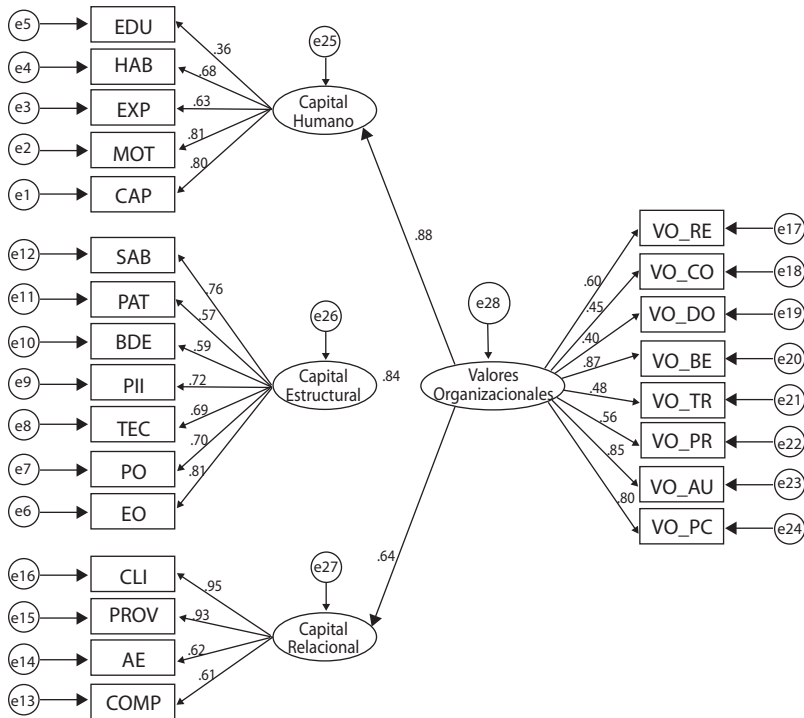 e5
EDU
.36
e4
HAB
.68
e3
EXP
.63
e2
MOT
.81
e1
CAP
.80
e25
Capital
Humano
.88
e12
SAB
.76
e11
PAT
.57
e10
BDE
.59
e9
PII
.72
e8
TEC
.69
e7
PO
.70
e6
EO
.81
e26
Capital
Estructural
.84
e28
Valores
Organizacionales
VO_RE
e17
.60
VO_CO
e18
.45
VO_DO
e19
.40
VO_BE
e20
.87
VO_TR
e21
.48
VO_PR
e22
.56
VO_AU
e23
.85
VO_PC
e24
.80
.64
e16
CLI
.95
e15
PROV
.93
e14
AE
.62
e13
COMP
.61
e27
Capital
Relacional